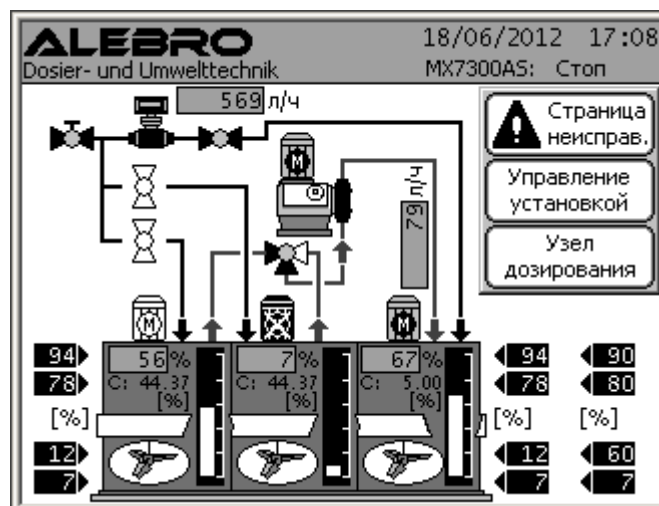 ALEBRO
Dosier- und Umwelttechnik
18/06/2012 17:08
MX7300AS: Стоп
569 л/ч
Страница
неисправ.
Управление
установкой
Узел
дозирования
79 л/ч
M
M
M
56%
7%
67%
C: 44.37
[%]
C: 44.37
[%]
C: 5.00
[%]
94
78
[%]
12
7
94
78
[%]
12
7
90
80
[%]
60
7